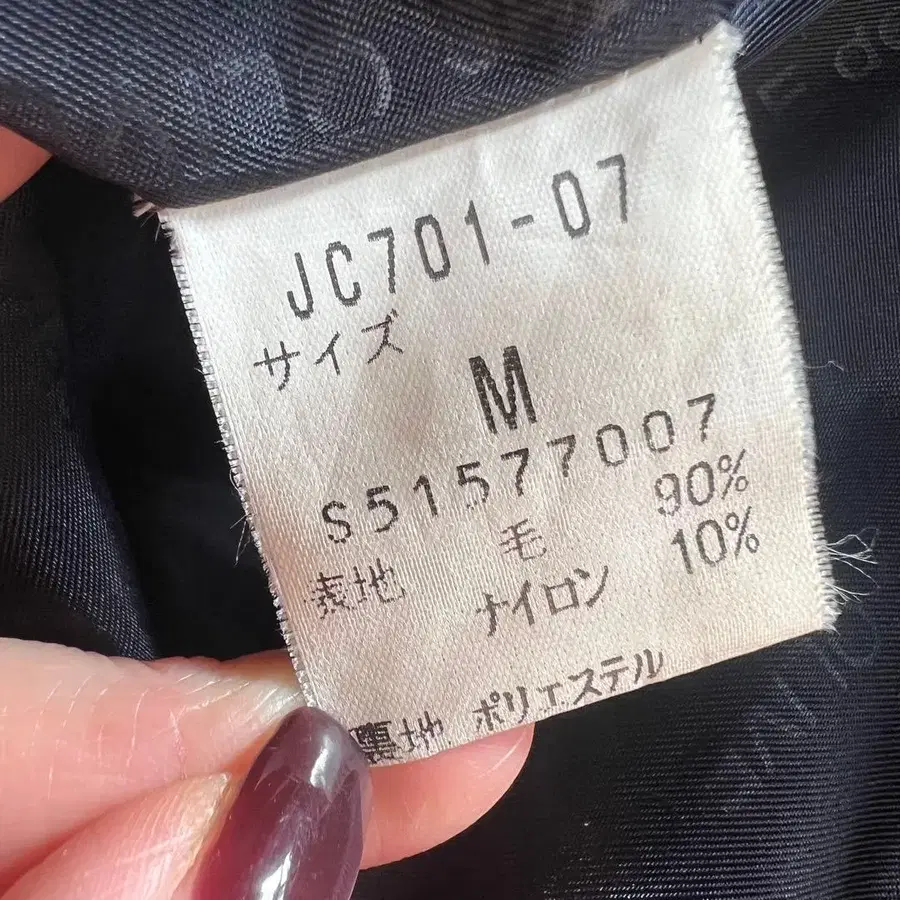 JC701-07
サイズ
M
S51577007
表地 毛 90%
ナイロン 10%
裏地 ポリエステル